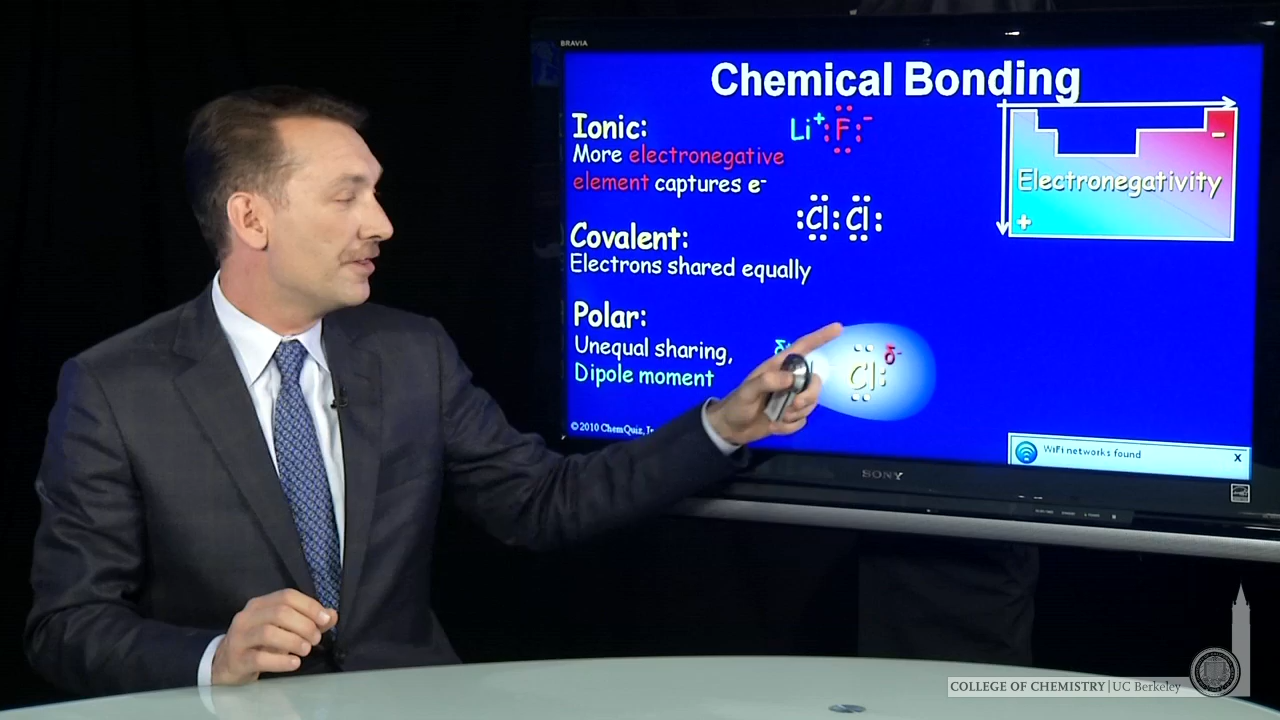 BRAVIA
Chemical Bonding
Ionic:
More electronegative
element captures e⁻
Li⁺ :F:⁻
:Cl:Cl:
Covalent:
Electrons shared equally
Polar:
Unequal sharing,
Dipole moment
δ⁺ δ⁻
Cl:
Electronegativity
−
+
© 2010 ChemQuiz,
WiFi networks found
X
SONY
COLLEGE OF CHEMISTRY | UC Berkeley